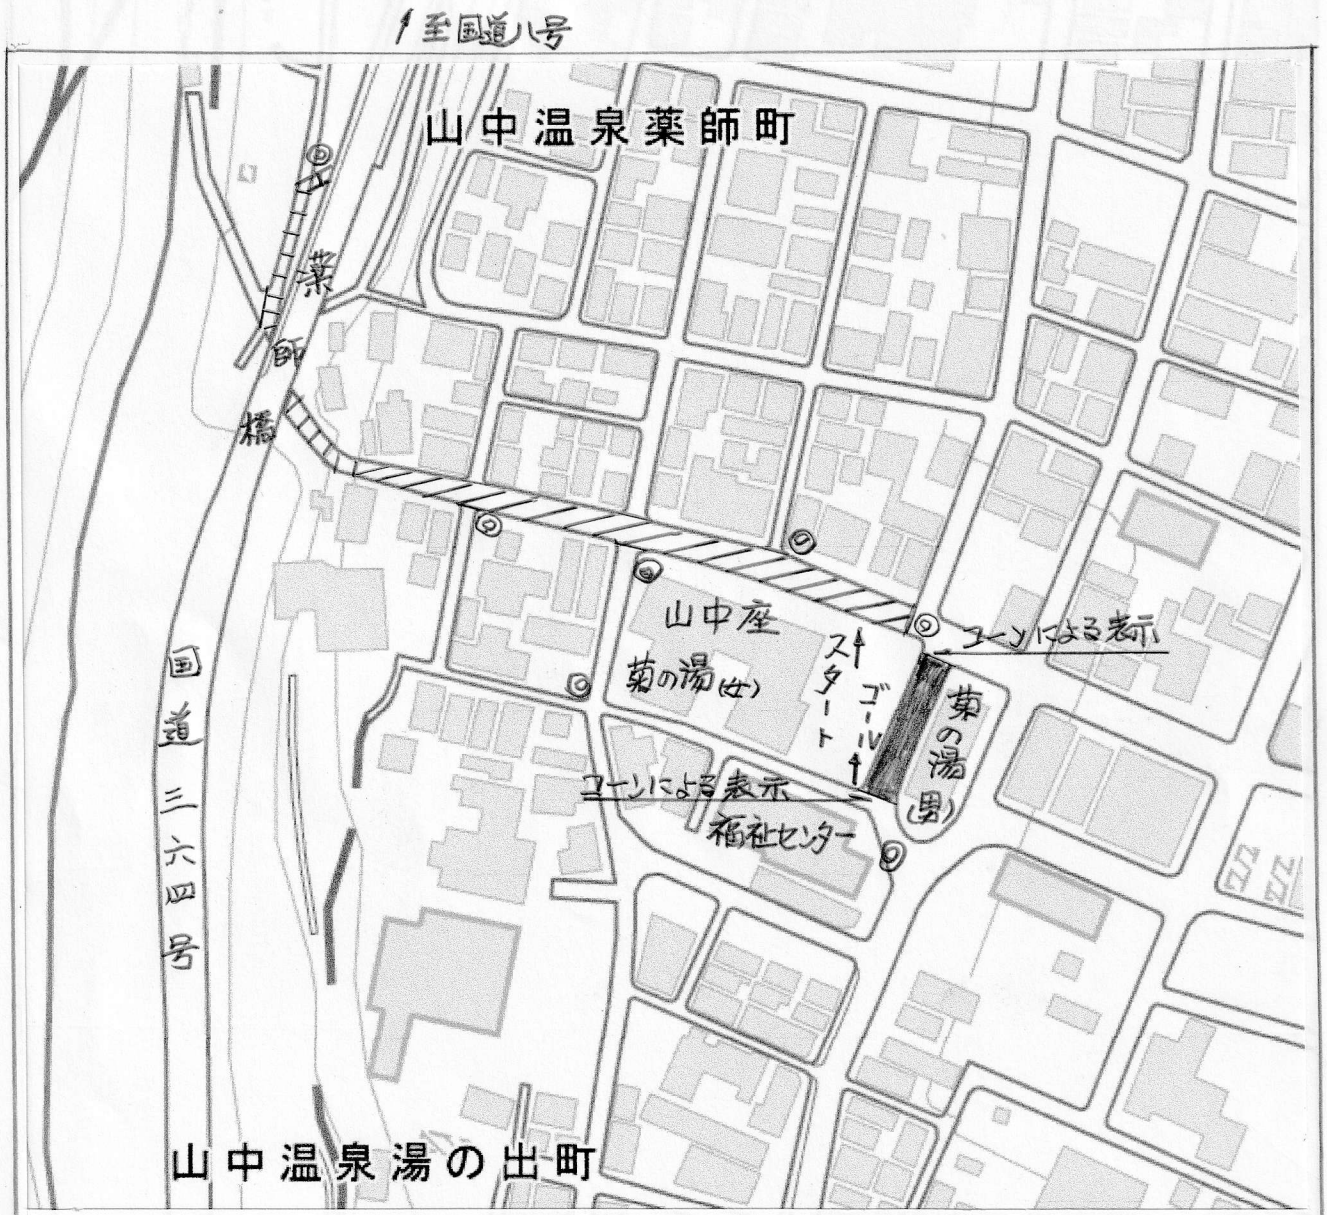 至国道八号
山中温泉薬師町
薬師橋
コーンによる表示
山中座
菊の湯(女)
スタート
ゴール
菊の湯(男)
コーンによる表示
福祉センター
国道三六四号
山中温泉湯の出町